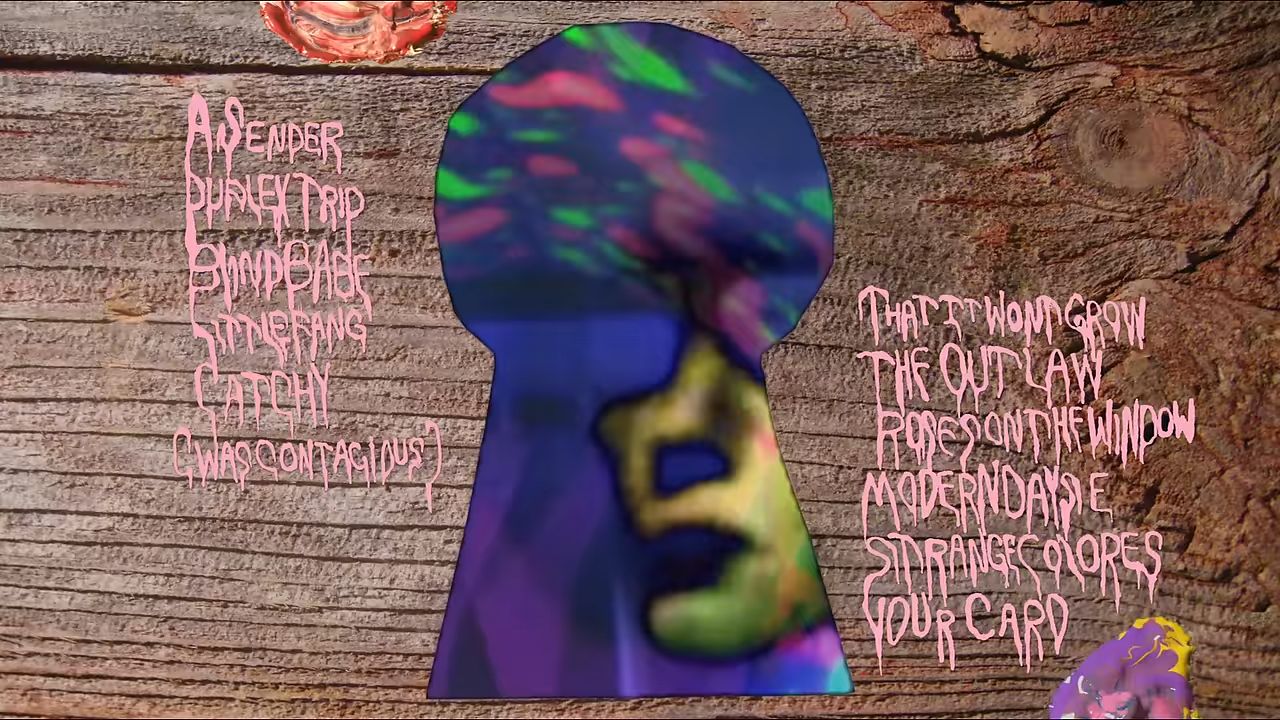 A SENDER
DUPLEX TRIP
BLIND BABE
LITTLE FANG
CATCHY
(WAS CONTAGIOUS)
THAT IT WONT GROW
THE OUTLAW
ROSES ON THE WINDOW
MODERN DAYS E
STRANGE COLORES
YOUR CARD